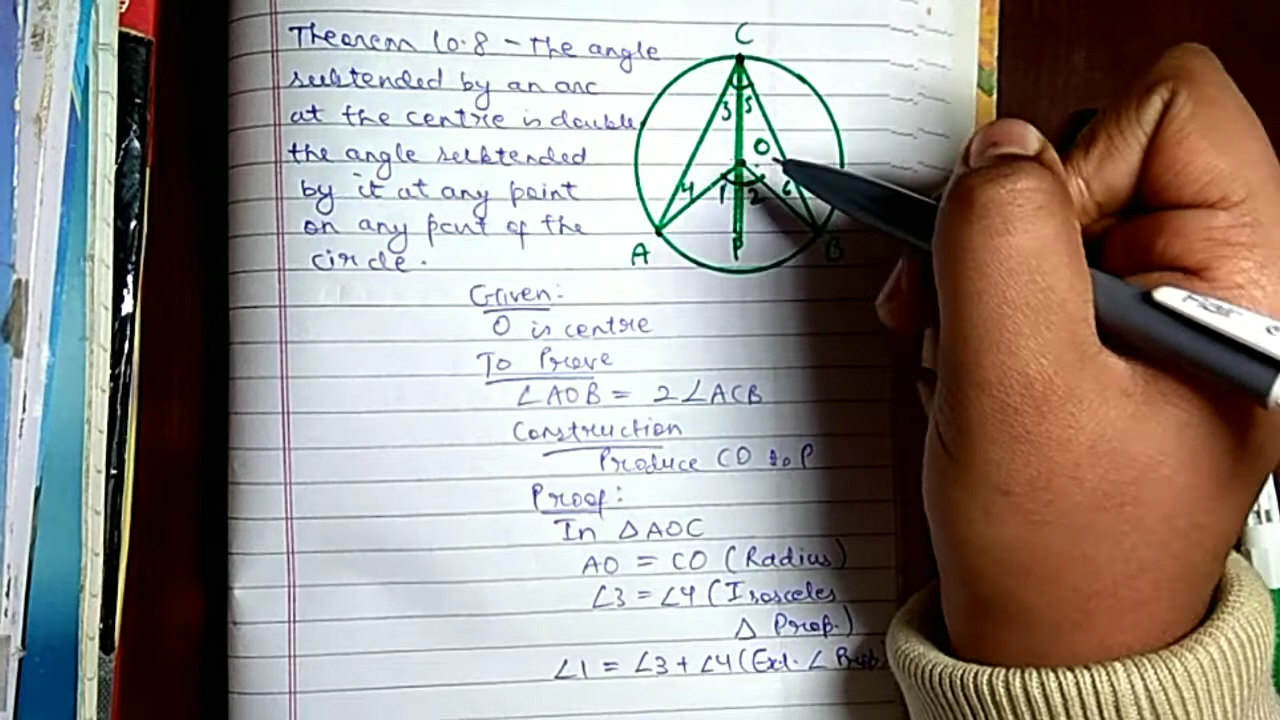 Theorem 10.8 - The angle
subtended by an arc
at the centre is double
the angle subtended
by it at any point
on any part of the
circle.
C
3 5
O
4 1 2 6
A P B
Given:
O is centre
To Prove
∠AOB = 2∠ACB
Construction
Produce CO to P
Proof:
In △AOC
AO = CO (Radius)
∠3 = ∠4 (Isosceles
△ Prop.)
∠1 = ∠3 + ∠4 (Ext. ∠ Prop.